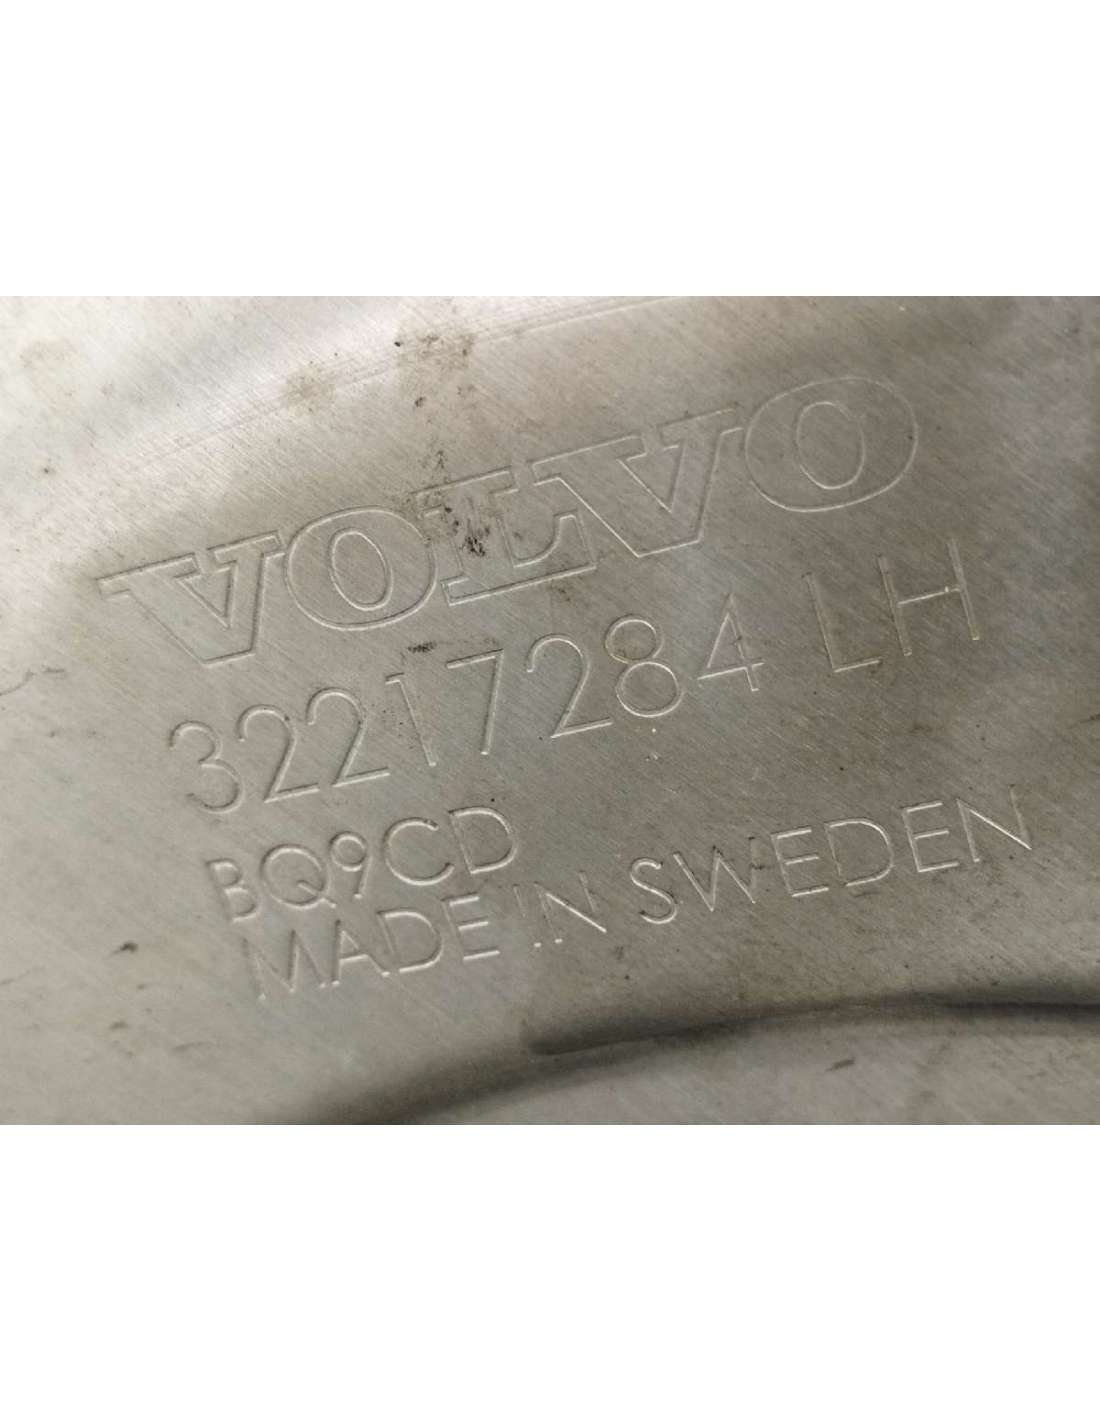 VOLVO
32217284 LH
BQ9CD
MADE IN SWEDEN